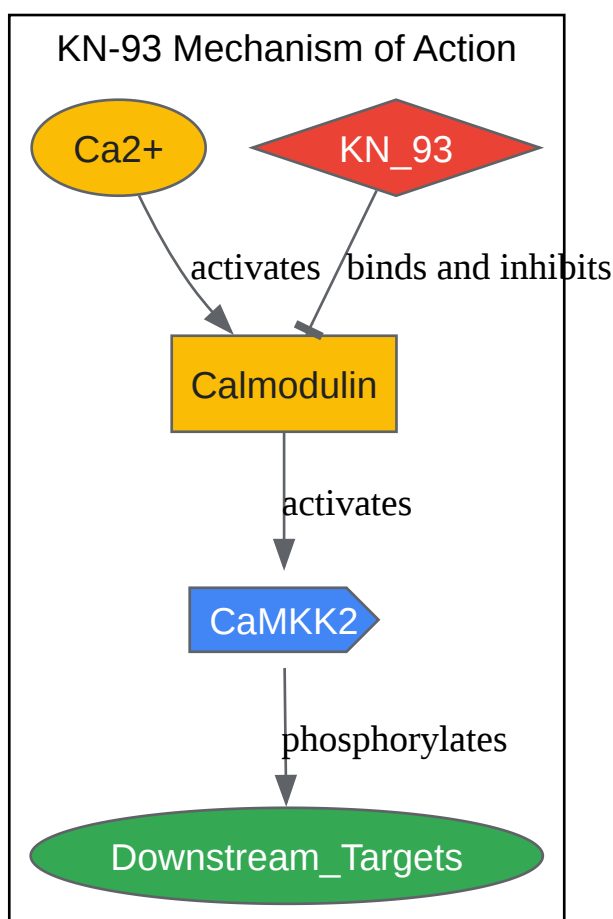 KN-93 Mechanism of Action
Ca2+
KN_93
activates
binds and inhibits
Calmodulin
activates
CaMKK2
phosphorylates
Downstream_Targets